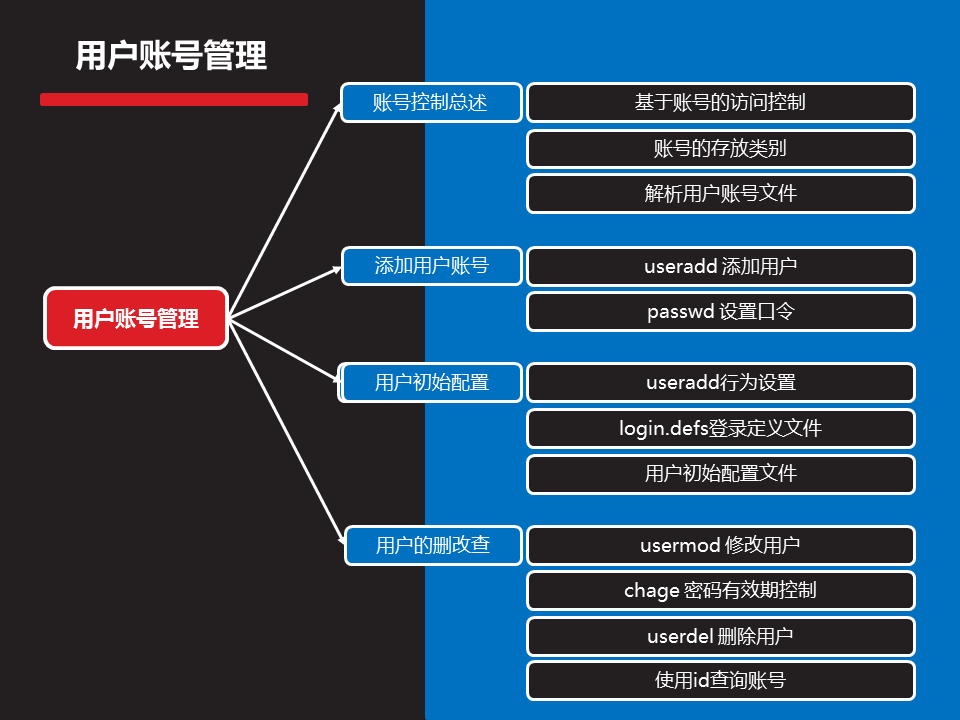 用户账号管理
用户账号管理
账号控制总述
基于账号的访问控制
账号的存放类别
解析用户账号文件
添加用户账号
useradd 添加用户
passwd 设置口令
用户初始配置
useradd行为设置
login.defs登录定义文件
用户初始配置文件
用户的删改查
usermod 修改用户
chage 密码有效期控制
userdel 删除用户
使用id查询账号